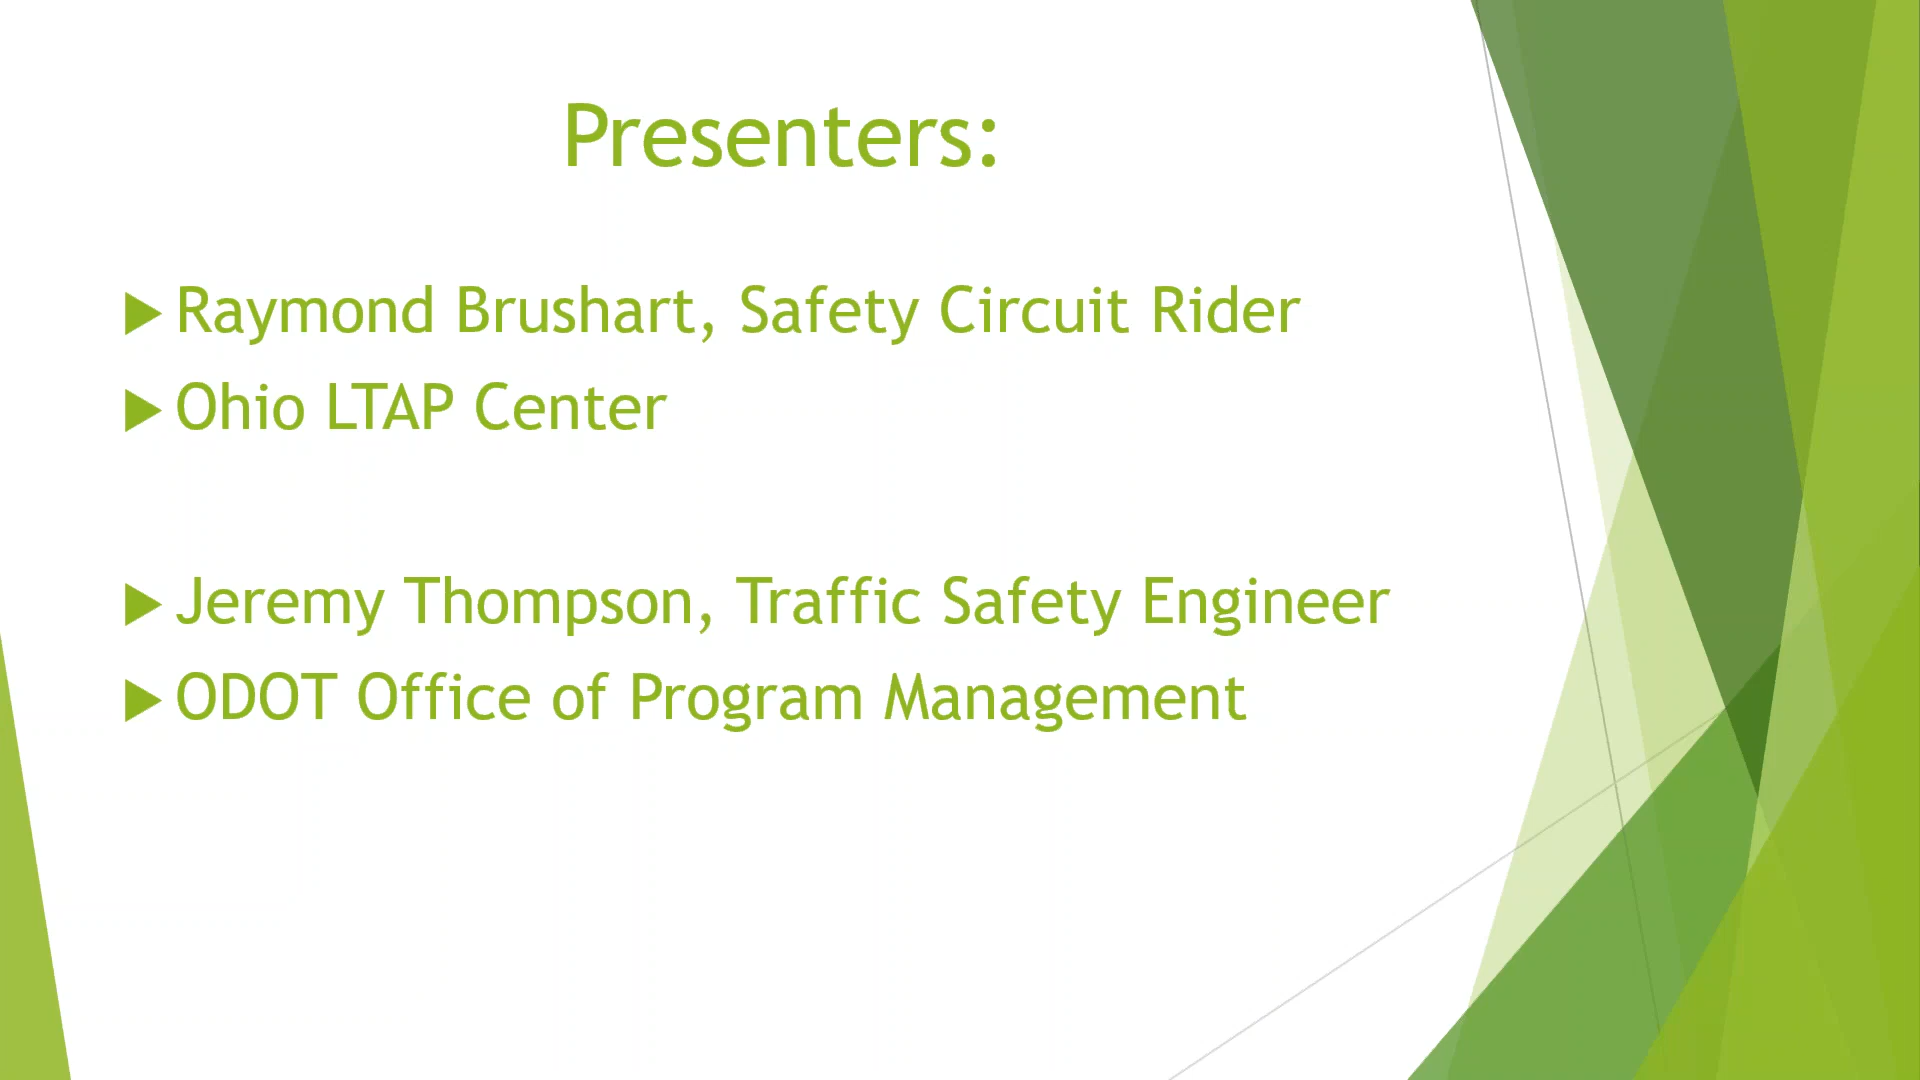 Presenters:
Raymond Brushart, Safety Circuit Rider
Ohio LTAP Center
Jeremy Thompson, Traffic Safety Engineer
ODOT Office of Program Management